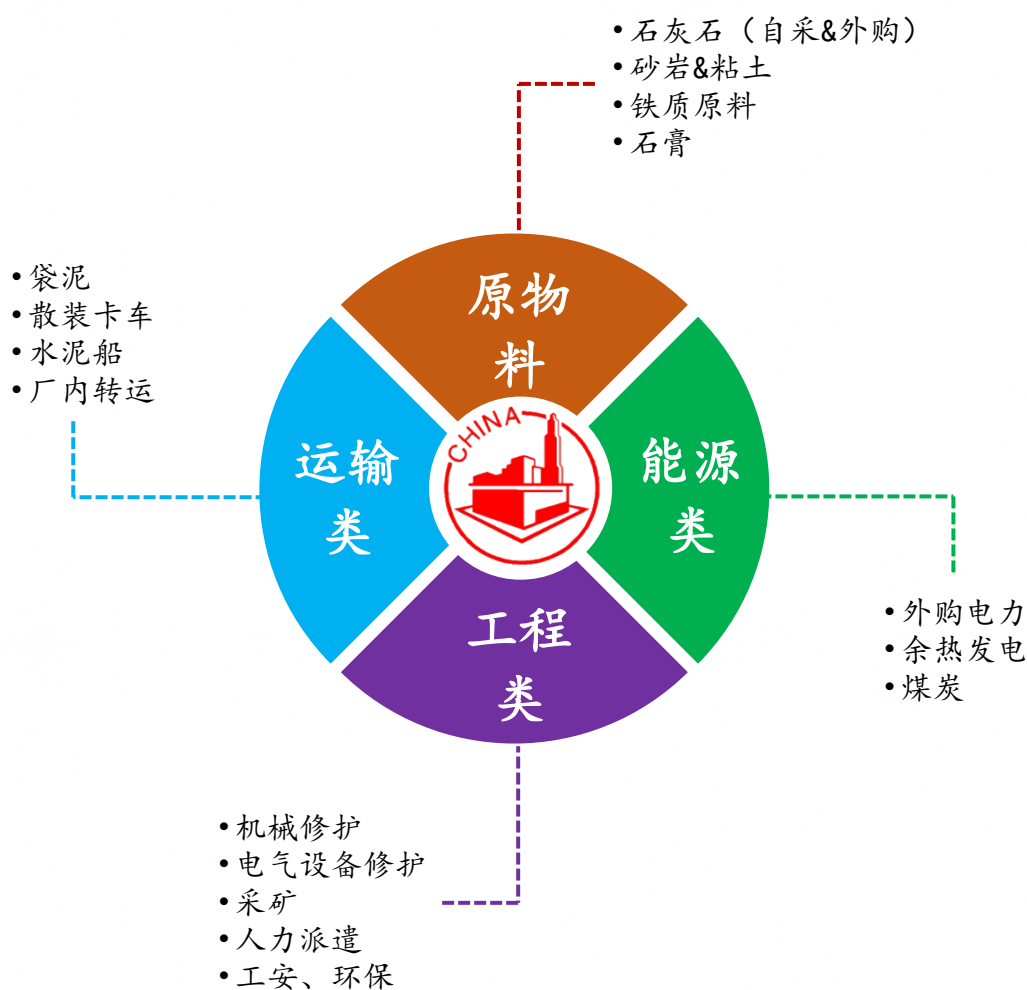 • 石灰石（自采&外购）
• 砂岩&粘土
• 铁质原料
• 石膏
• 袋泥
• 散装卡车
• 水泥船
• 厂内转运
原物
料
运输
类
CHINA
能源
类
工程
类
• 外购电力
• 余热发电
• 煤炭
• 机械修护
• 电气设备修护
• 采矿
• 人力派遣
• 工安、环保